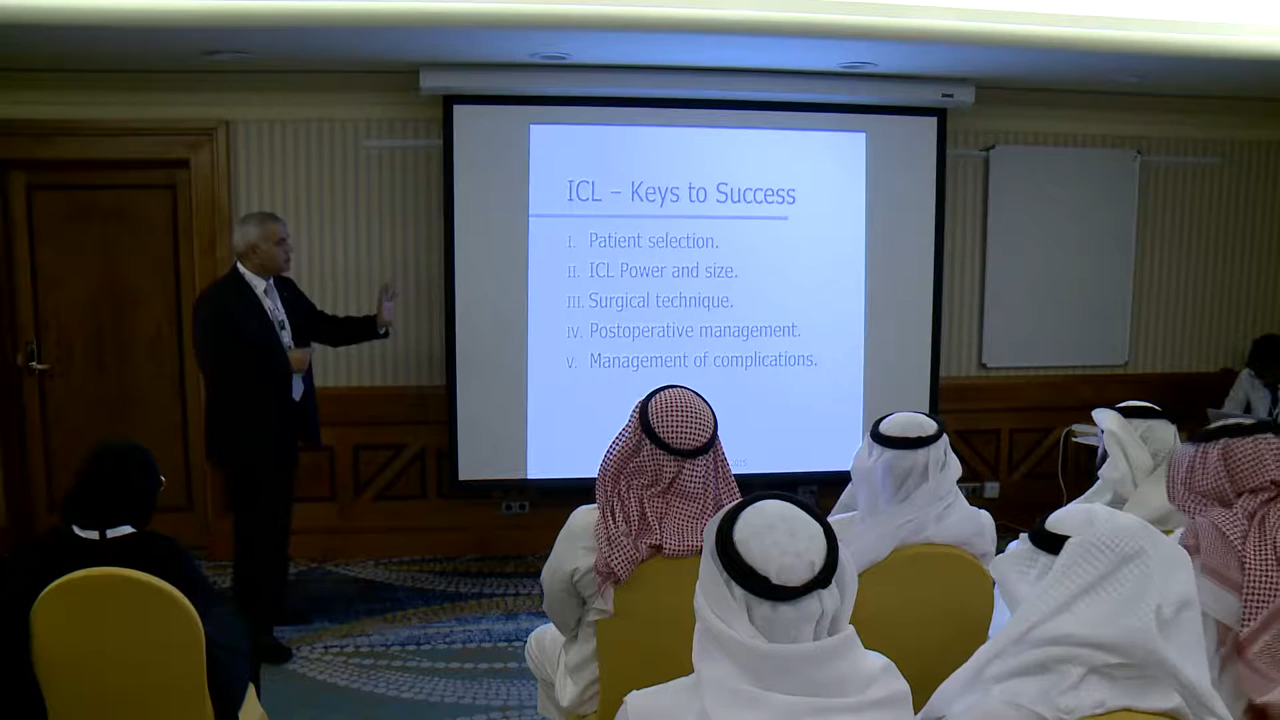 ICL – Keys to Success
I. Patient selection.
II. ICL Power and size.
III. Surgical technique.
IV. Postoperative management.
V. Management of complications.
2015